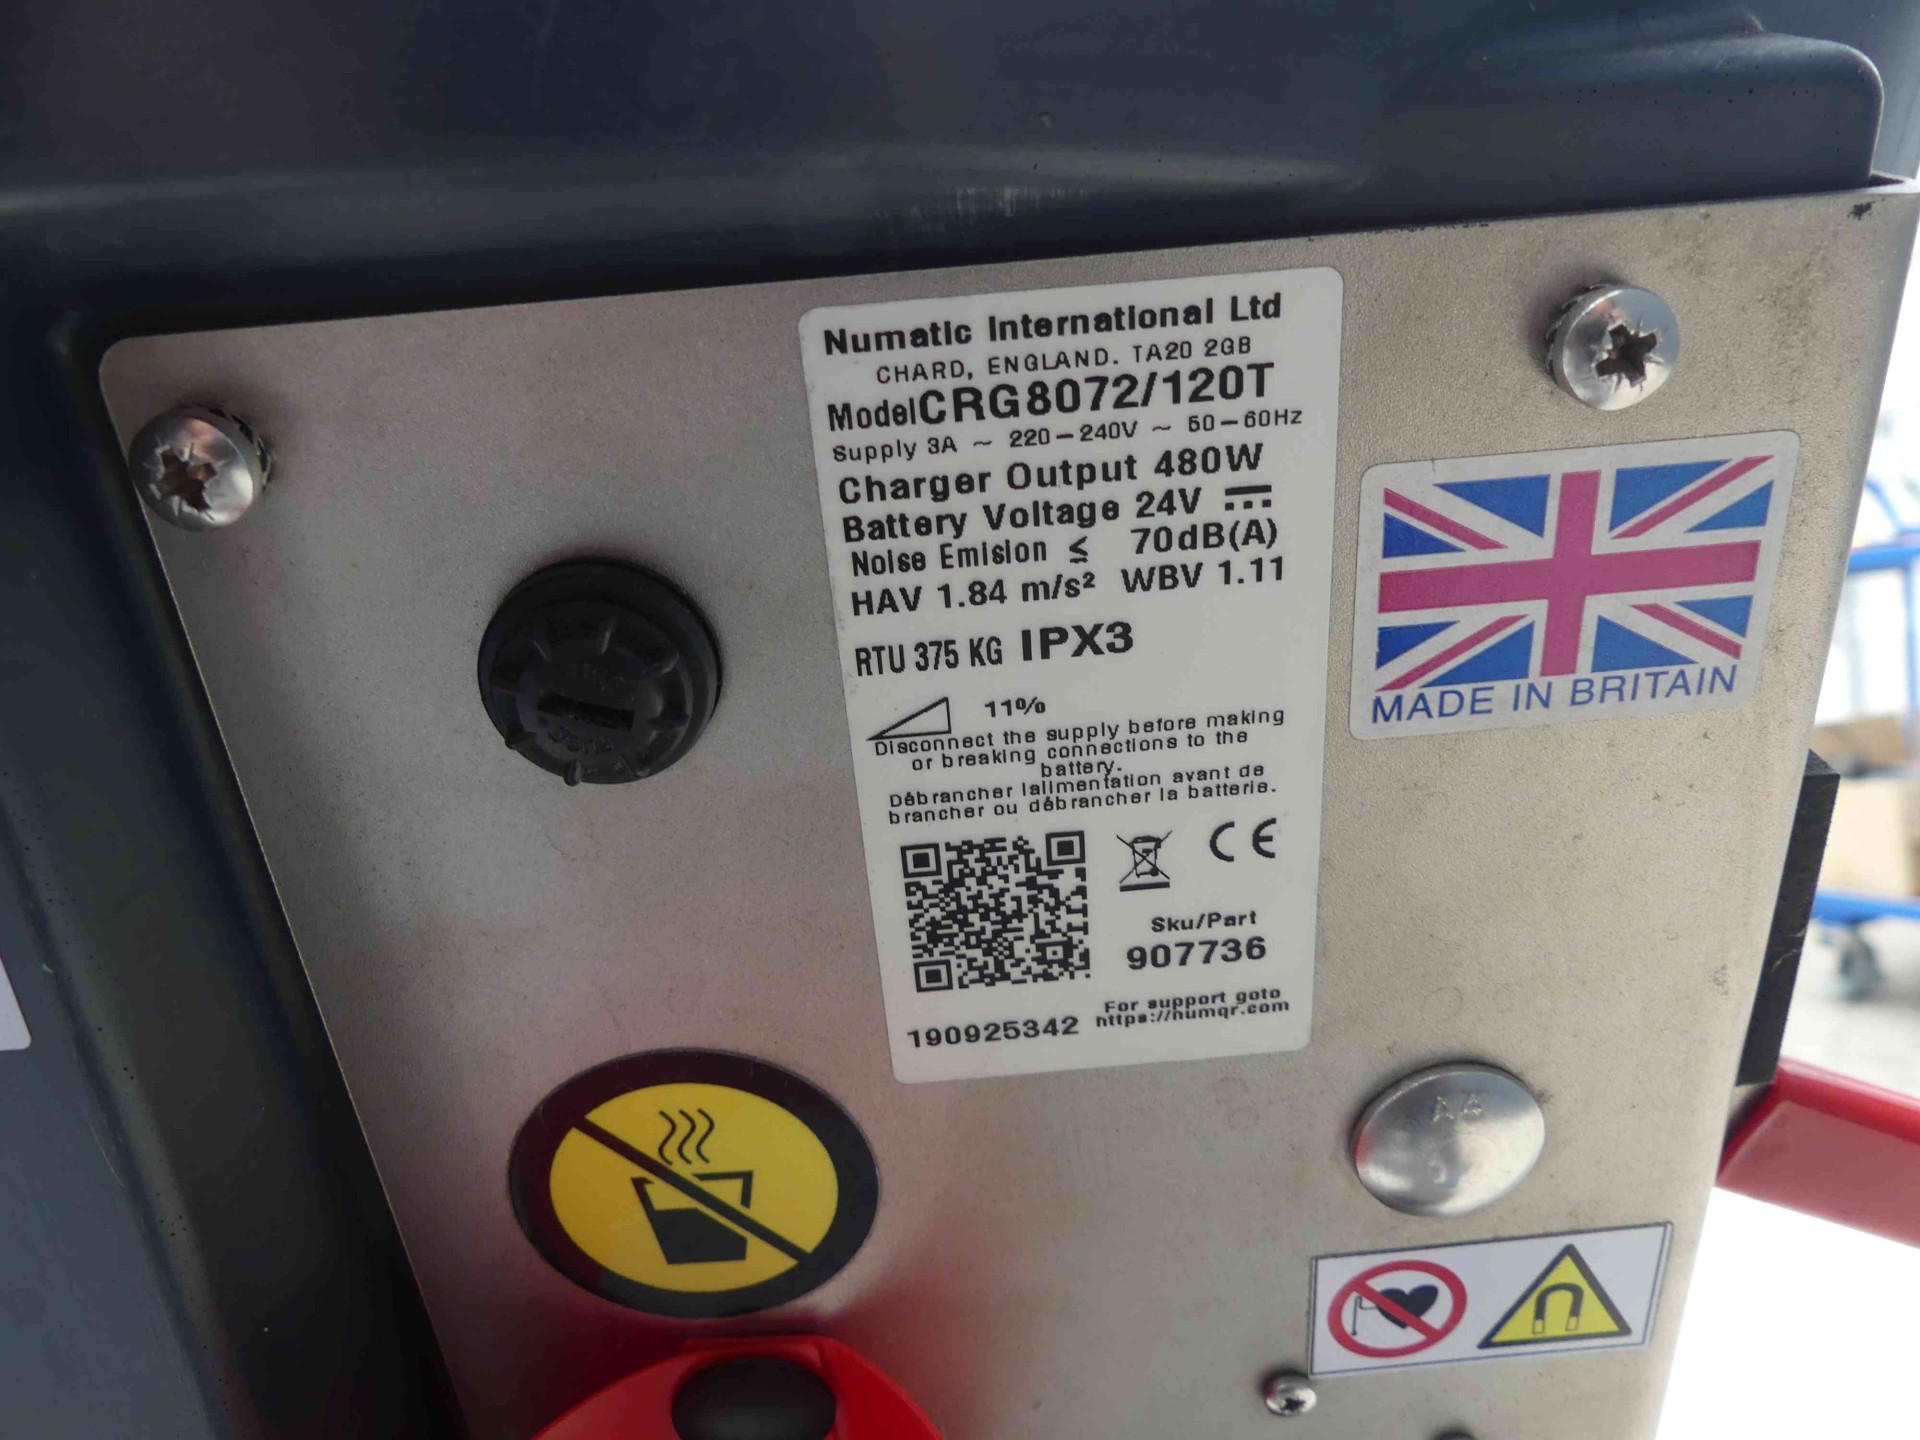 Numatic International Ltd
CHARD, ENGLAND. TA20 2GB
Model CRG8072/120T
Supply 3A ~ 220-240V ~ 50-60Hz
Charger Output 480W
Battery Voltage 24V
Noise Emision ≤ 70dB(A)
HAV 1.84 m/s² WBV 1.11
RTU 375 KG IPX3
11%
Disconnect the supply before making
or breaking connections to the
battery.
Débrancher lalimentation avant de
brancher ou débrancher la batterie.
CE
Sku/Part
907736
For support goto
https://numqr.com
190925342
MADE IN BRITAIN
A4